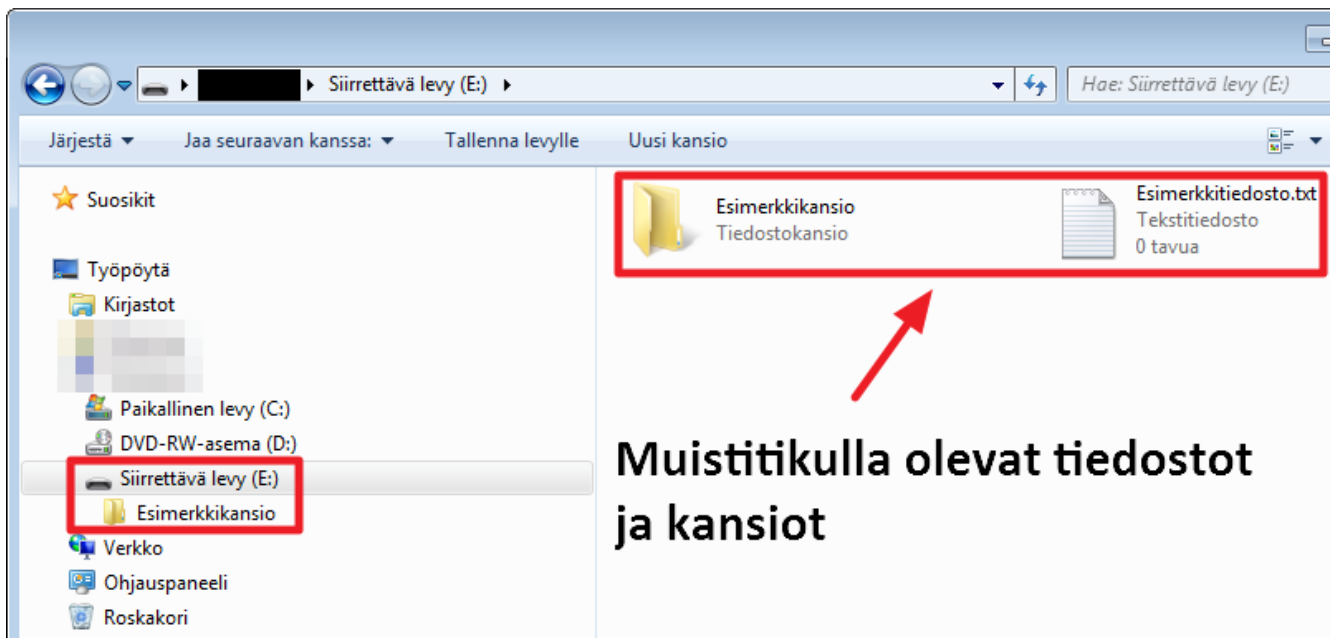 Siirrettävä levy (E:)
Hae: Siirrettävä levy (E:)
Järjestä
Jaa seuraavan kanssa:
Tallenna levylle
Uusi kansio
Suosikit
Työpöytä
Kirjastot
Paikallinen levy (C:)
DVD-RW-asema (D:)
Siirrettävä levy (E:)
Esimerkkikansio
Verkko
Ohjauspaneeli
Roskakori
Esimerkkikansio
Tiedostokansio
Esimerkkitiedosto.txt
Tekstitiedosto
0 tavua
Muistitikulla olevat tiedostot
ja kansiot